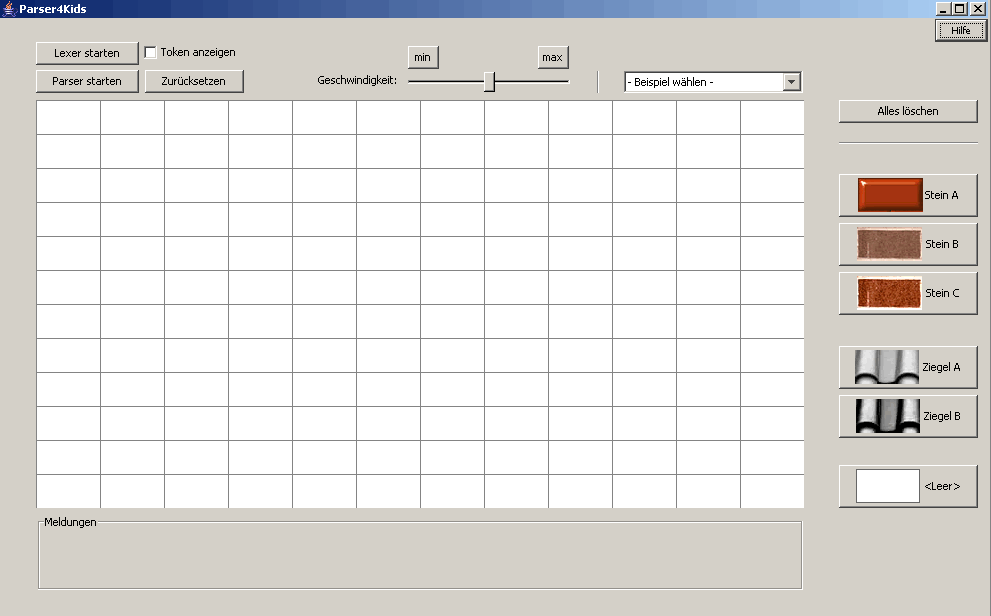 Parser4Kids
Hilfe
Lexer starten
Token anzeigen
min
max
Parser starten
Zurücksetzen
Geschwindigkeit:
- Beispiel wählen -
Alles löschen
Stein A
Stein B
Stein C
Ziegel A
Ziegel B
<Leer>
Meldungen